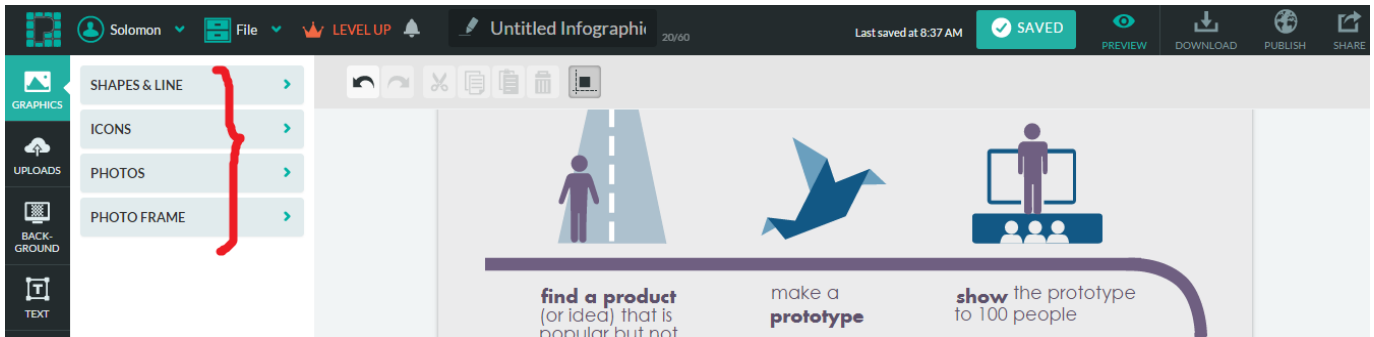 Solomon File LEVEL UP Untitled Infographic 20/60 Last saved at 8:37 AM SAVED PREVIEW DOWNLOAD PUBLISH SHARE
GRAPHICS
UPLOADS
BACK-
GROUND
TEXT
SHAPES & LINE
ICONS
PHOTOS
PHOTO FRAME
find a product
(or idea) that is
popular but not
make a
prototype
show the prototype
to 100 people